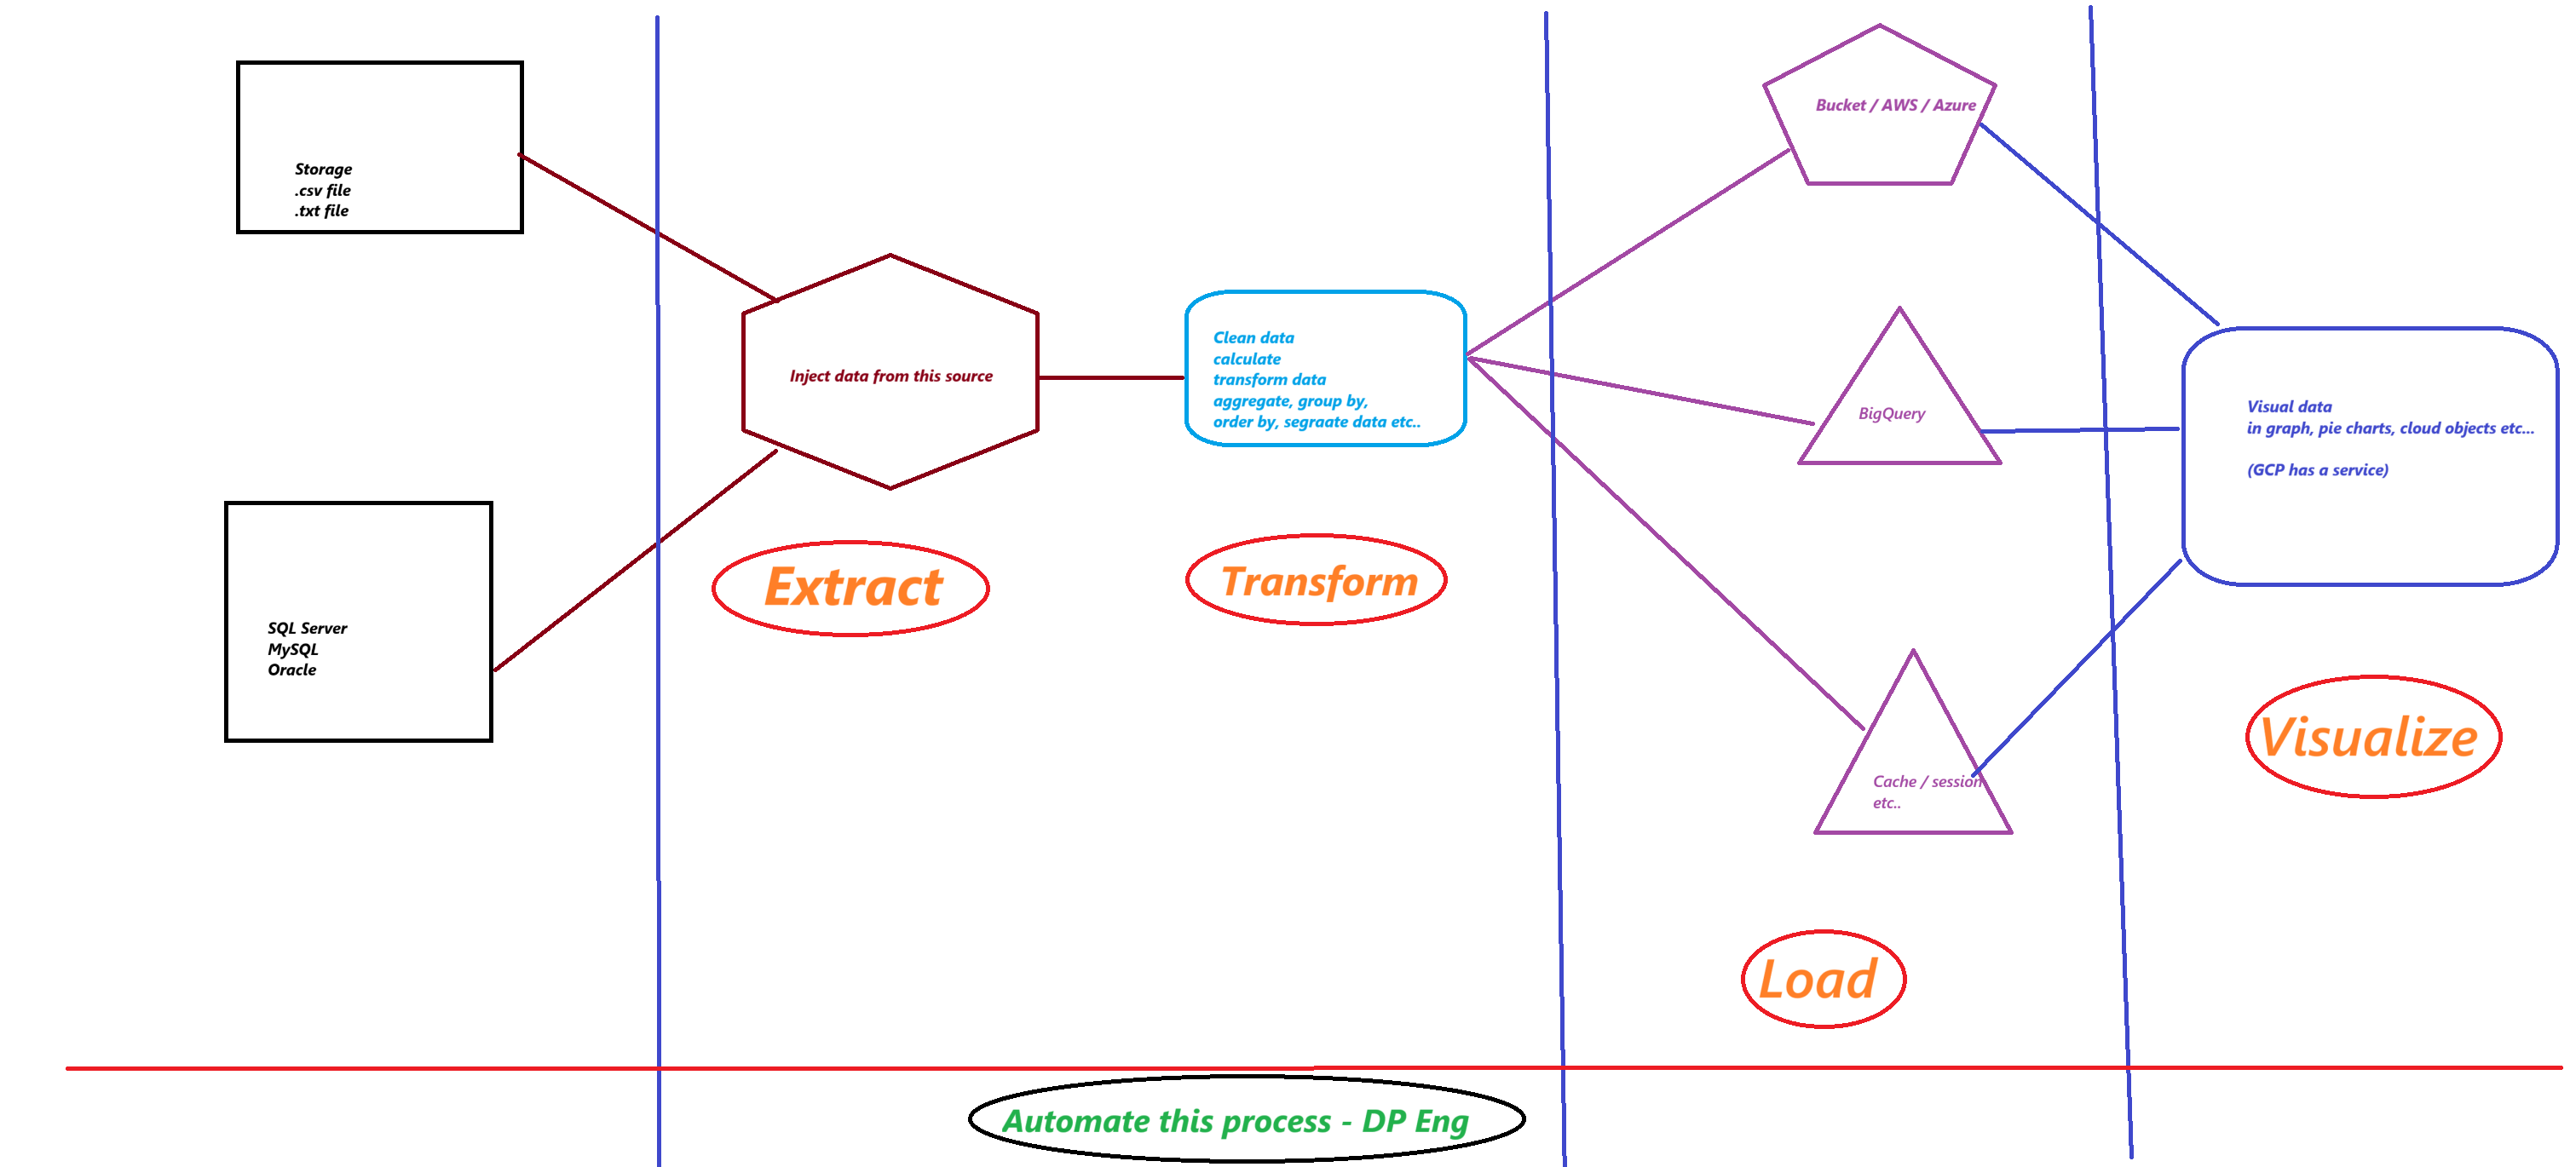 Storage
.csv file
.txt file
SQL Server
MySQL
Oracle
Inject data from this source
Extract
Clean data
calculate
transform data
aggregate, group by,
order by, segraate data etc..
Transform
Bucket / AWS / Azure
BigQuery
Cache / session
etc..
Load
Visual data
in graph, pie charts, cloud objects etc...
(GCP has a service)
Visualize
Automate this process - DP Eng